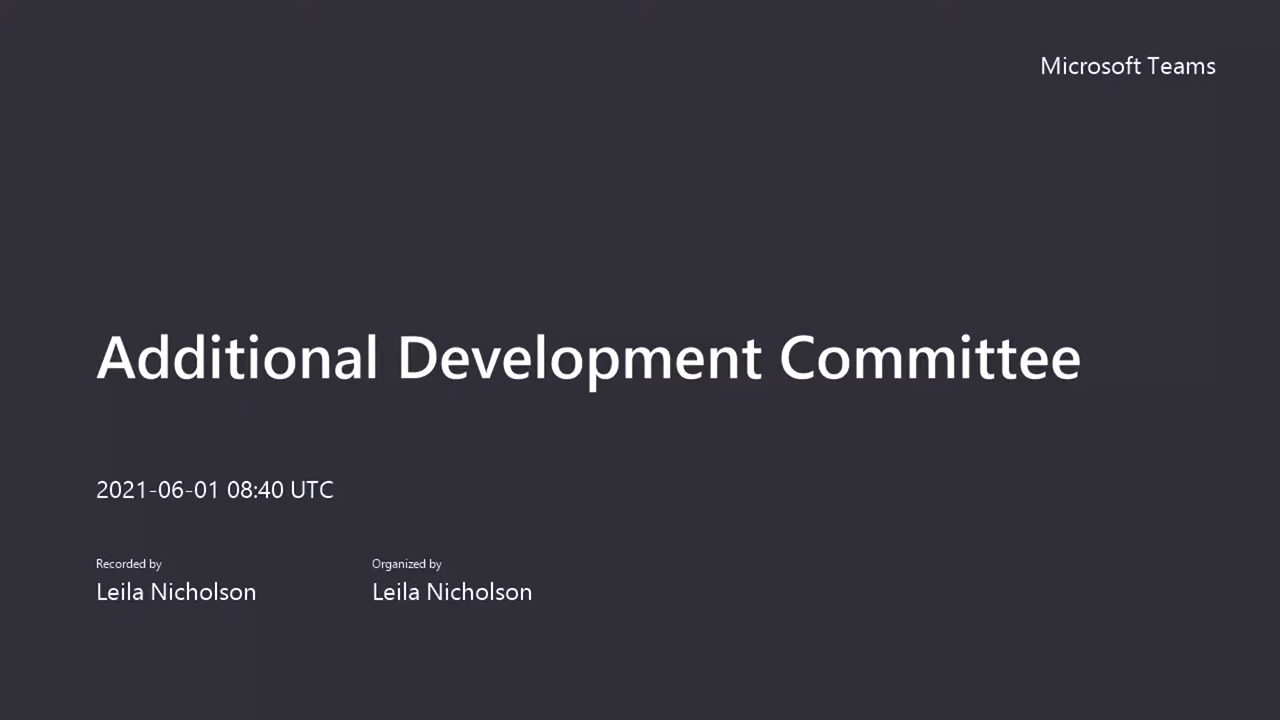 Microsoft Teams
Additional Development Committee
2021-06-01 08:40 UTC
Recorded by
Leila Nicholson
Organized by
Leila Nicholson